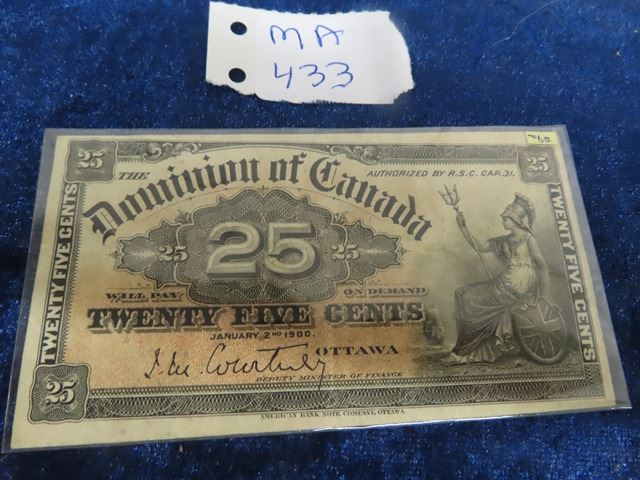 MA
433
25
THE
Dominion of Canada
AUTHORIZED BY R.S.C. CAP. 31.
TWENTY FIVE CENTS
25 25 25
TWENTY FIVE CENTS
WILL PAY ON DEMAND
TWENTY FIVE CENTS
JANUARY 2ND 1900.
OTTAWA
J.M. Courtney
DEPUTY MINISTER OF FINANCE
25
AMERICAN BANK NOTE COMPANY, OTTAWA